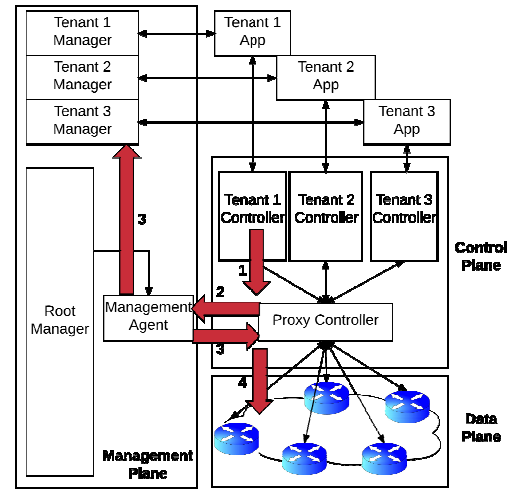 Tenant 1
Manager
Tenant 1
App
Tenant 2
Manager
Tenant 2
App
Tenant 3
Manager
Tenant 3
App
3
Tenant 1
Controller
Tenant 2
Controller
Tenant 3
Controller
Control
Plane
1
2
Root
Manager
Management
Agent
Proxy Controller
3
4
Data
Plane
Management
Plane